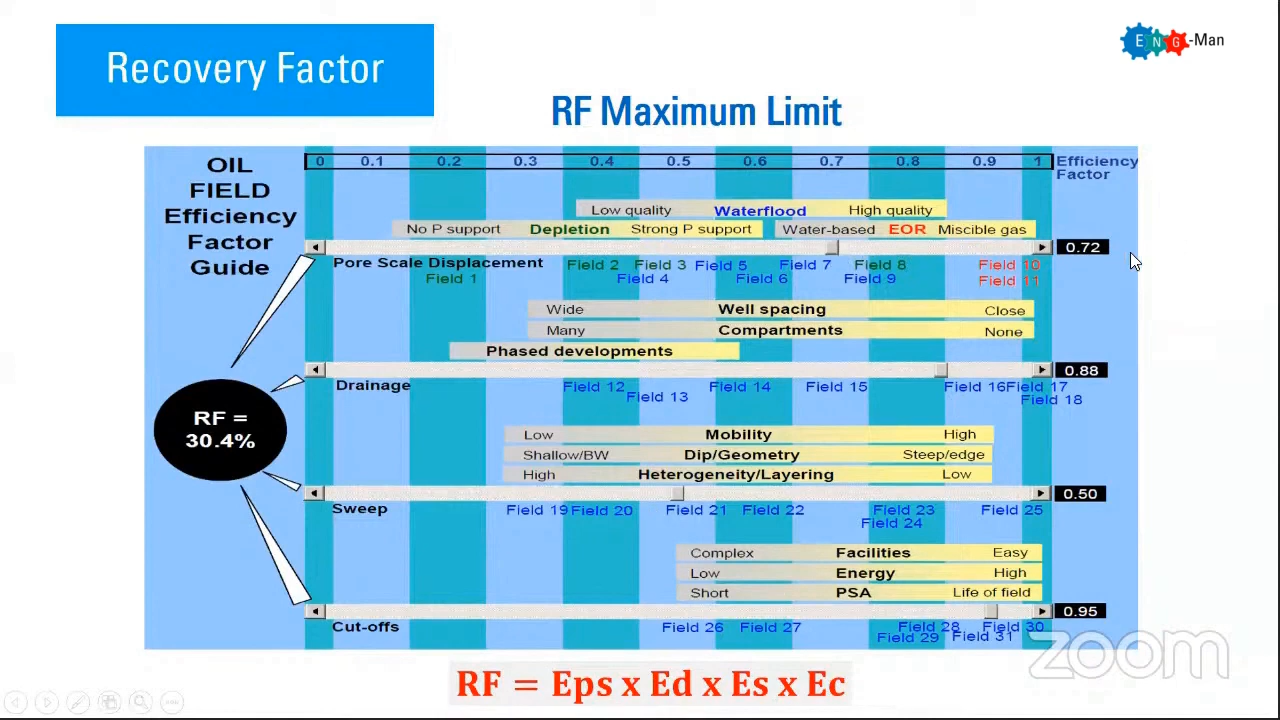 Recovery Factor
ENG-Man
RF Maximum Limit
OIL
FIELD
Efficiency
Factor
Guide
0 0.1 0.2 0.3 0.4 0.5 0.6 0.7 0.8 0.9 1
Efficiency
Factor
Low quality Waterflood High quality
No P support Depletion Strong P support Water-based EOR Miscible gas
0.72
Pore Scale Displacement Field 2 Field 3 Field 5 Field 7 Field 8 Field 10
Field 1 Field 4 Field 6 Field 9 Field 11
Wide Well spacing Close
Many Compartments None
Phased developments
0.88
Drainage Field 12 Field 14 Field 15 Field 16 Field 17
Field 13 Field 18
RF =
30.4%
Low Mobility High
Shallow/BW Dip/Geometry Steep/edge
High Heterogeneity/Layering Low
0.50
Sweep Field 19 Field 20 Field 21 Field 22 Field 23 Field 25
Field 24
Complex Facilities Easy
Low Energy High
Short PSA Life of field
0.95
Cut-offs Field 26 Field 27 Field 28 Field 30
Field 29 Field 31
zoom
RF = Eps x Ed x Es x Ec